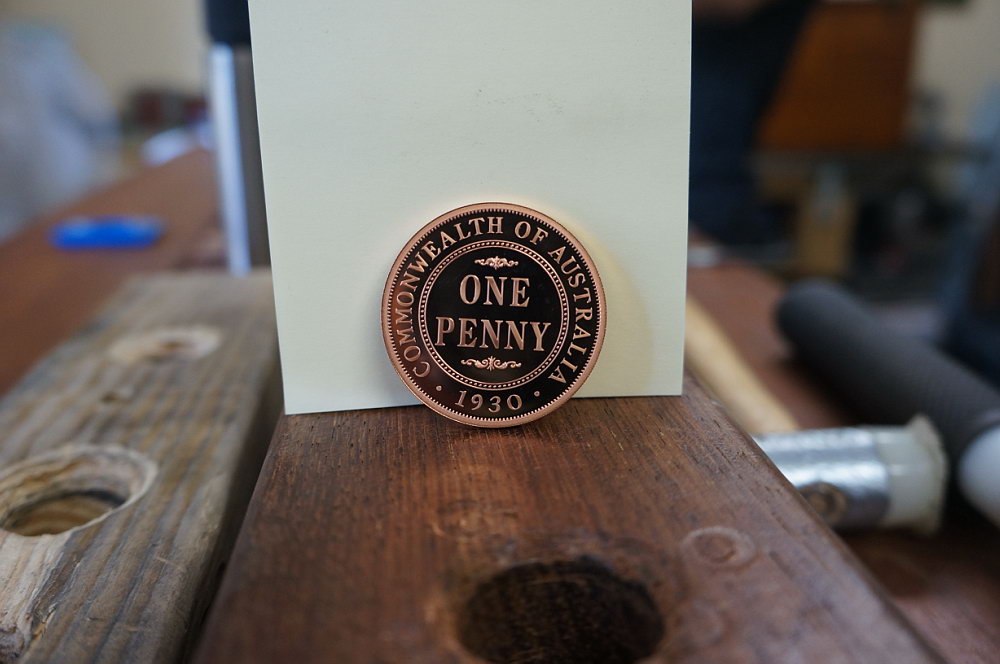 COMMONWEALTH OF AUSTRALIA
ONE
PENNY
· 1930 ·